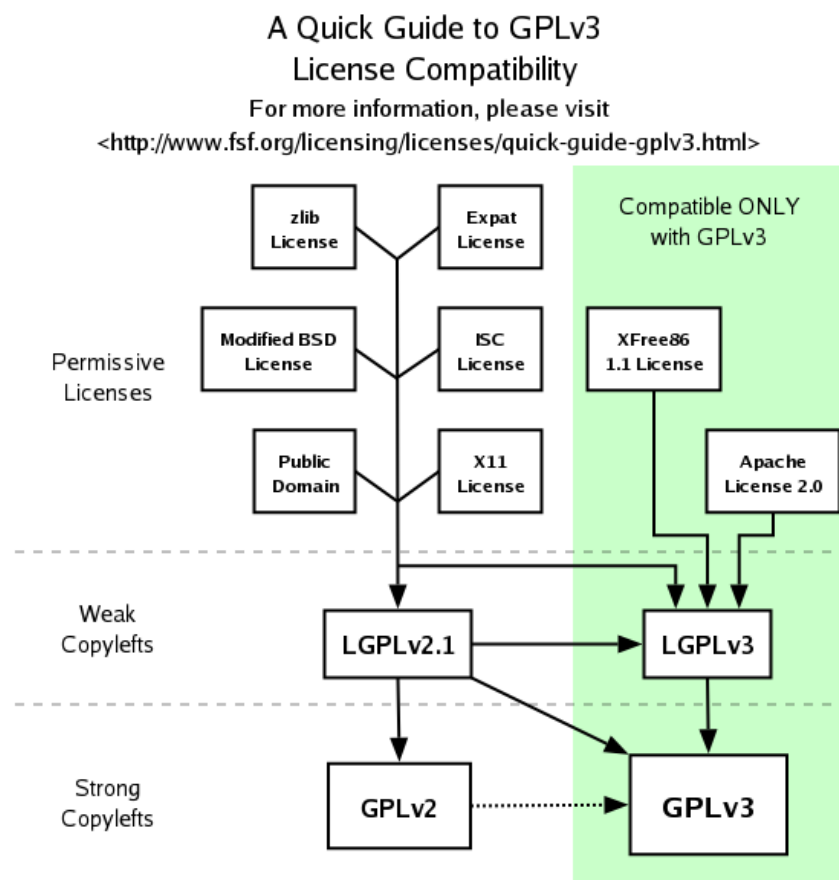 A Quick Guide to GPLv3
License Compatibility
For more information, please visit
<http://www.fsf.org/licensing/licenses/quick-guide-gplv3.html>
Compatible ONLY
with GPLv3
zlib
License
Expat
License
Permissive
Licenses
Modified BSD
License
ISC
License
XFree86
1.1 License
Public
Domain
X11
License
Apache
License 2.0
Weak
Copylefts
LGPLv2.1
LGPLv3
Strong
Copylefts
GPLv2
GPLv3